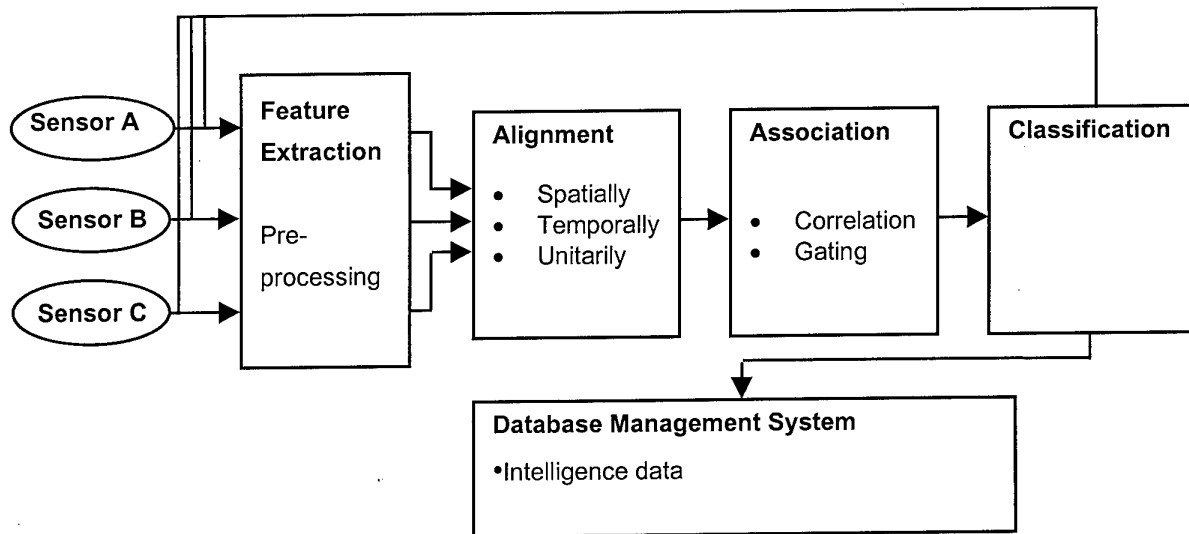 Sensor A
Sensor B
Sensor C
Feature
Extraction
Pre-
processing
Alignment
• Spatially
• Temporally
• Unitarily
Association
• Correlation
• Gating
Classification
Database Management System
•Intelligence data